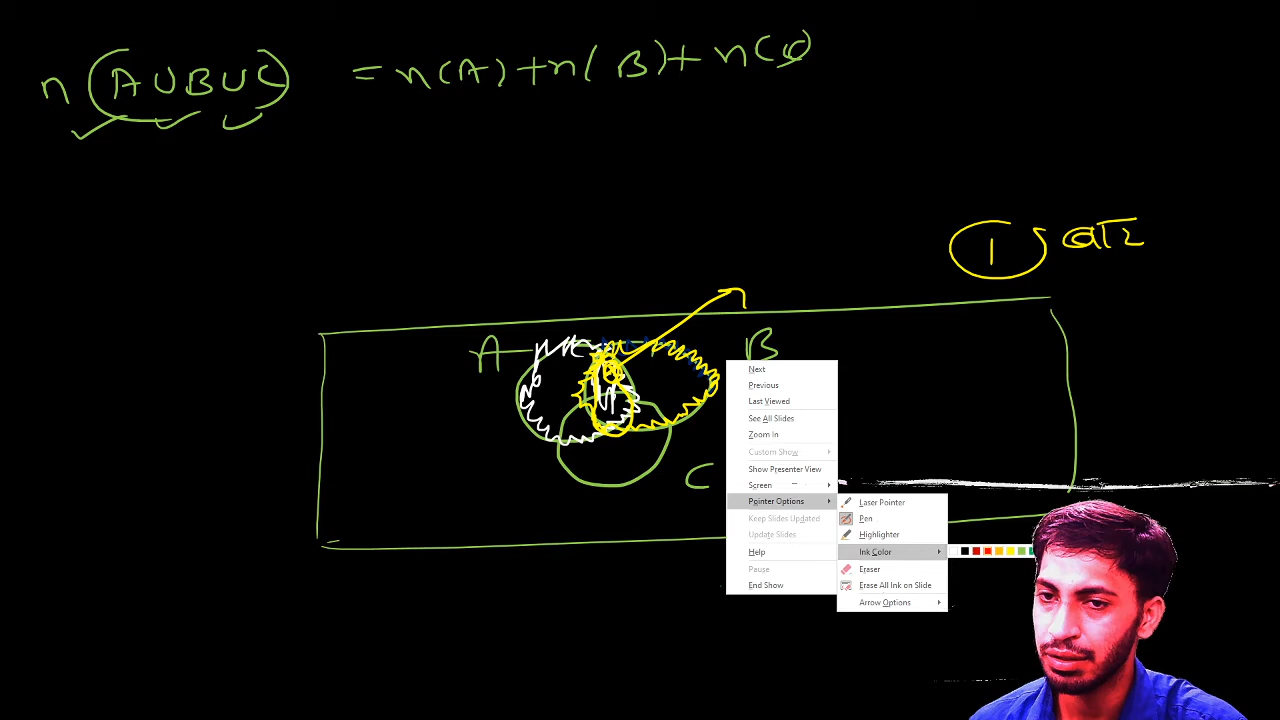 n (A∪B∪C) = n(A)+n(B)+n(C)
1 बार
A
B
C
Next
Previous
Last Viewed
See All Slides
Zoom In
Custom Show
Show Presenter View
Screen
Pointer Options
Keep Slides Updated
Update Slides
Help
Pause
End Show
Laser Pointer
Pen
Highlighter
Ink Color
Eraser
Erase All Ink on Slide
Arrow Options